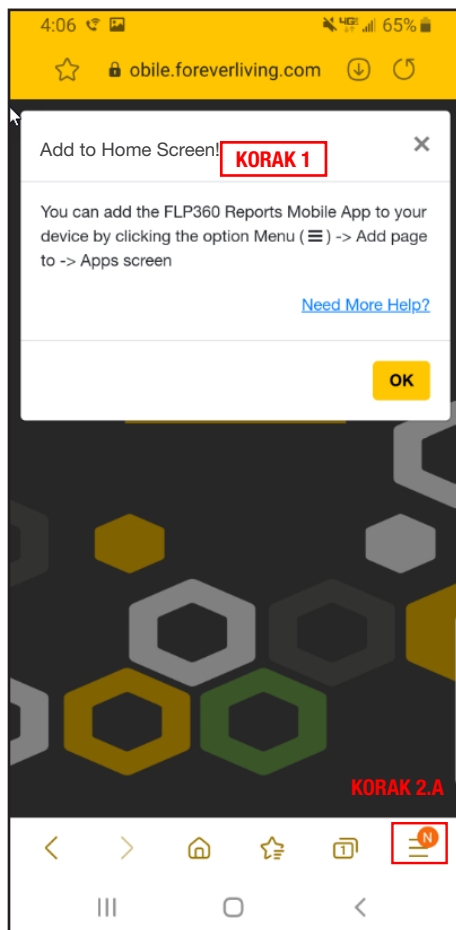 4:06 4GE 65%
obile.foreverliving.com
Add to Home Screen!
KORAK 1
×
You can add the FLP360 Reports Mobile App to your
device by clicking the option Menu (☰) -> Add page
to -> Apps screen
Need More Help?
OK
KORAK 2.A
1
N